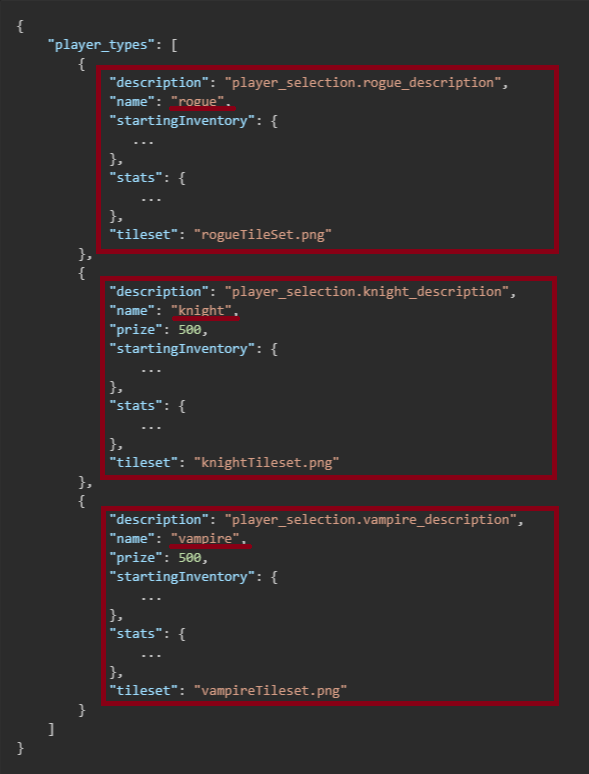 {
"player_types": [
{
"description": "player_selection.rogue_description",
"name": "rogue",
"startingInventory": {
...
},
"stats": {
...
},
"tileset": "rogueTileSet.png"
},
{
"description": "player_selection.knight_description",
"name": "knight",
"prize": 500,
"startingInventory": {
...
},
"stats": {
...
},
"tileset": "knightTileset.png"
},
{
"description": "player_selection.vampire_description",
"name": "vampire",
"prize": 500,
"startingInventory": {
...
},
"stats": {
...
},
"tileset": "vampireTileset.png"
}
]
}